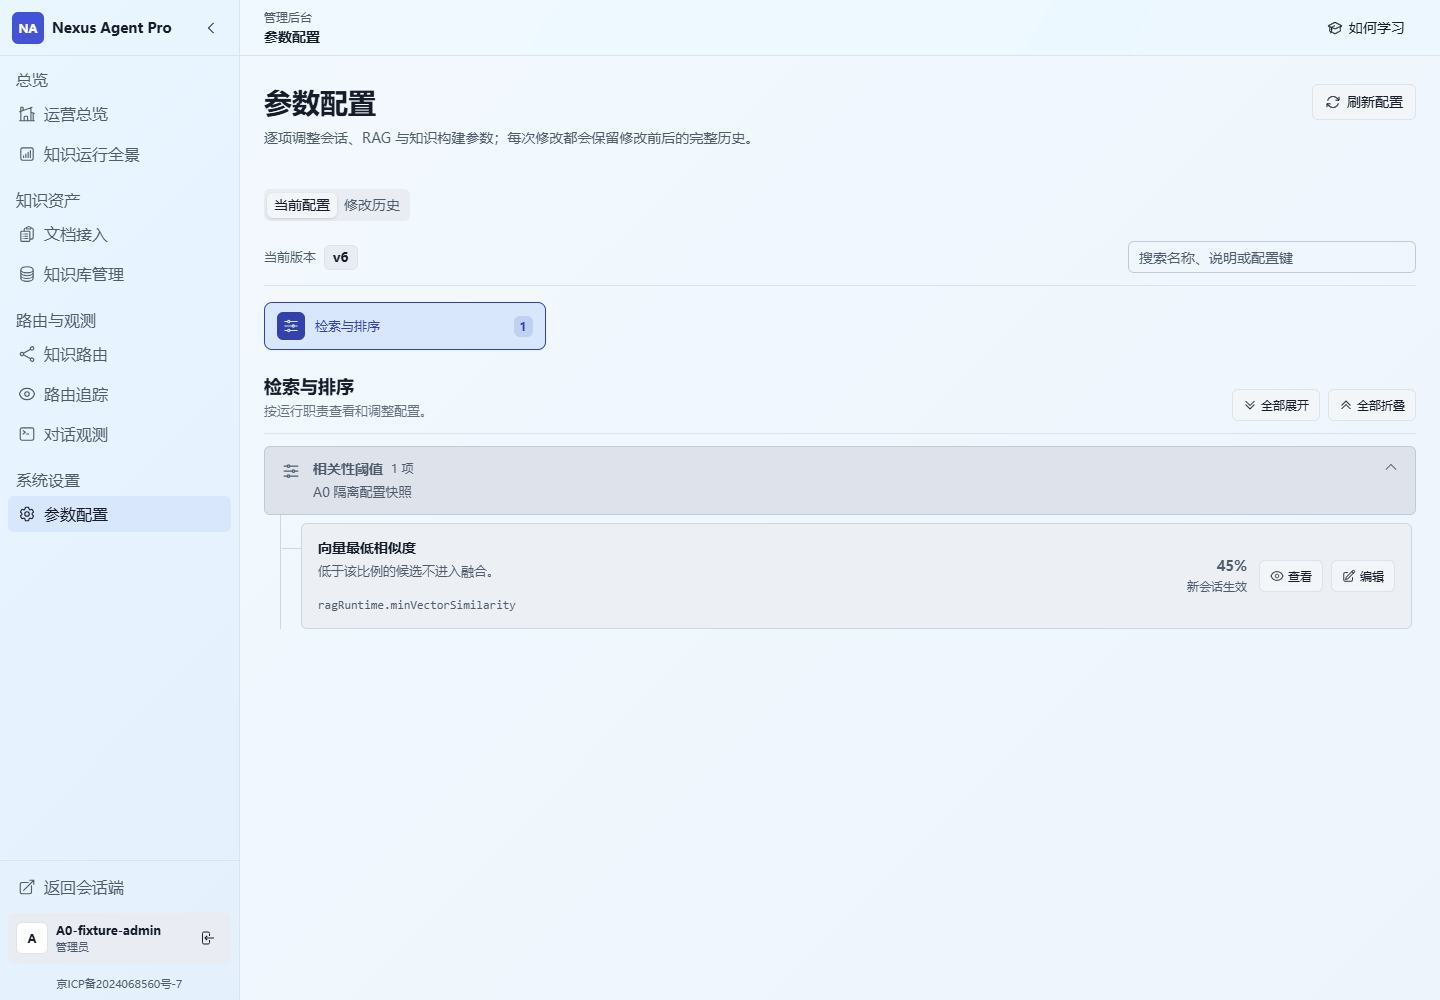 NA Nexus Agent Pro
总览
运营总览
知识运行全景
知识资产
文档接入
知识库管理
路由与观测
知识路由
路由追踪
对话观测
系统设置
参数配置
返回会话端
A A0-fixture-admin
管理员
京ICP备2024068560号-7
管理后台
参数配置
如何学习
参数配置
刷新配置
逐项调整会话、RAG 与知识构建参数；每次修改都会保留修改前后的完整历史。
当前配置 修改历史
当前版本 v6
搜索名称、说明或配置键
检索与排序 1
检索与排序
按运行职责查看和调整配置。
全部展开 全部折叠
相关性阈值 1 项
A0 隔离配置快照
向量最低相似度
低于该比例的候选不进入融合。
ragRuntime.minVectorSimilarity
45%
新会话生效
查看 编辑